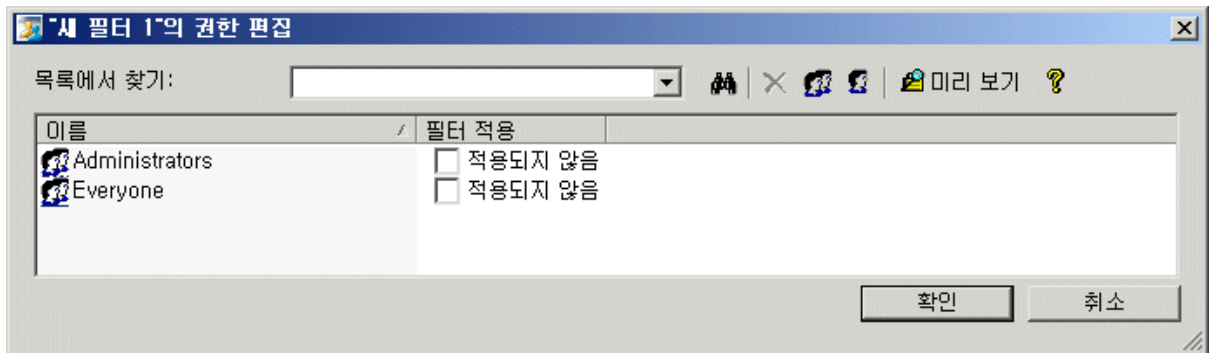 "새 필터 1"의 권한 편집
목록에서 찾기:
미리 보기
이름 필터 적용
Administrators 적용되지 않음
Everyone 적용되지 않음
확인 취소